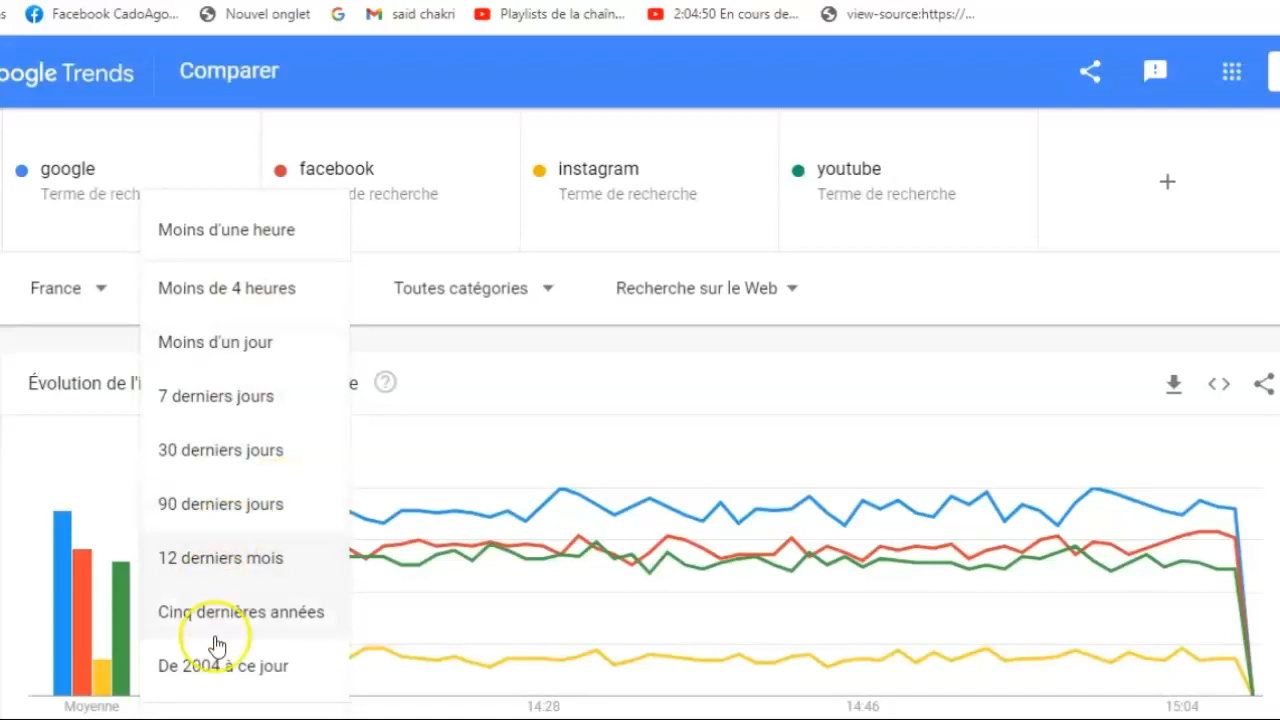 Facebook CadoAgo...
Nouvel onglet
said chakri
Playlists de la chaîn...
2:04:50 En cours de...
view-source:https://...
oogle Trends
Comparer
google
Terme de rech
facebook
de recherche
instagram
Terme de recherche
youtube
Terme de recherche
+
France
Toutes catégories
Recherche sur le Web
Moins d'une heure
Moins de 4 heures
Moins d'un jour
7 derniers jours
30 derniers jours
90 derniers jours
12 derniers mois
Cinq dernières années
De 2004 à ce jour
Évolution de l'i
e
?
Moyenne
14:28
14:46
15:04